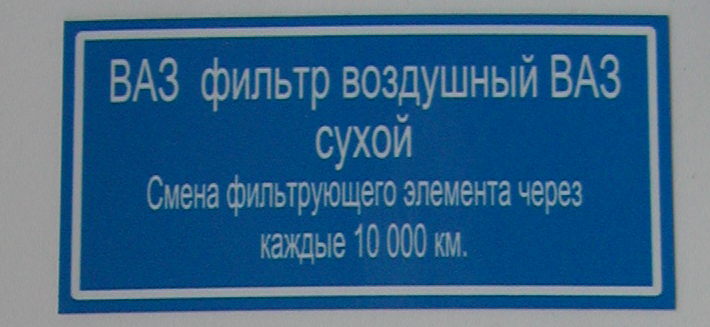 ВАЗ фильтр воздушный ВАЗ
сухой
Смена фильтрующего элемента через
каждые 10 000 км.